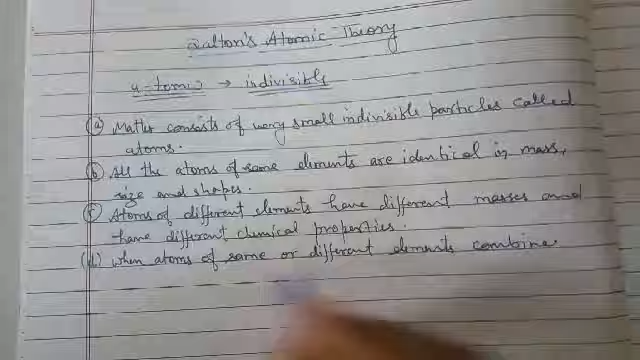 Dalton's Atomic Theory
a-tomio → indivisible
(a) Matter consists of very small indivisible particles called
atoms.
(b) All the atoms of same elements are identical in mass,
size and shapes.
(c) Atoms of different elements have different masses and
have different chemical properties.
(d) When atoms of same or different elements combine